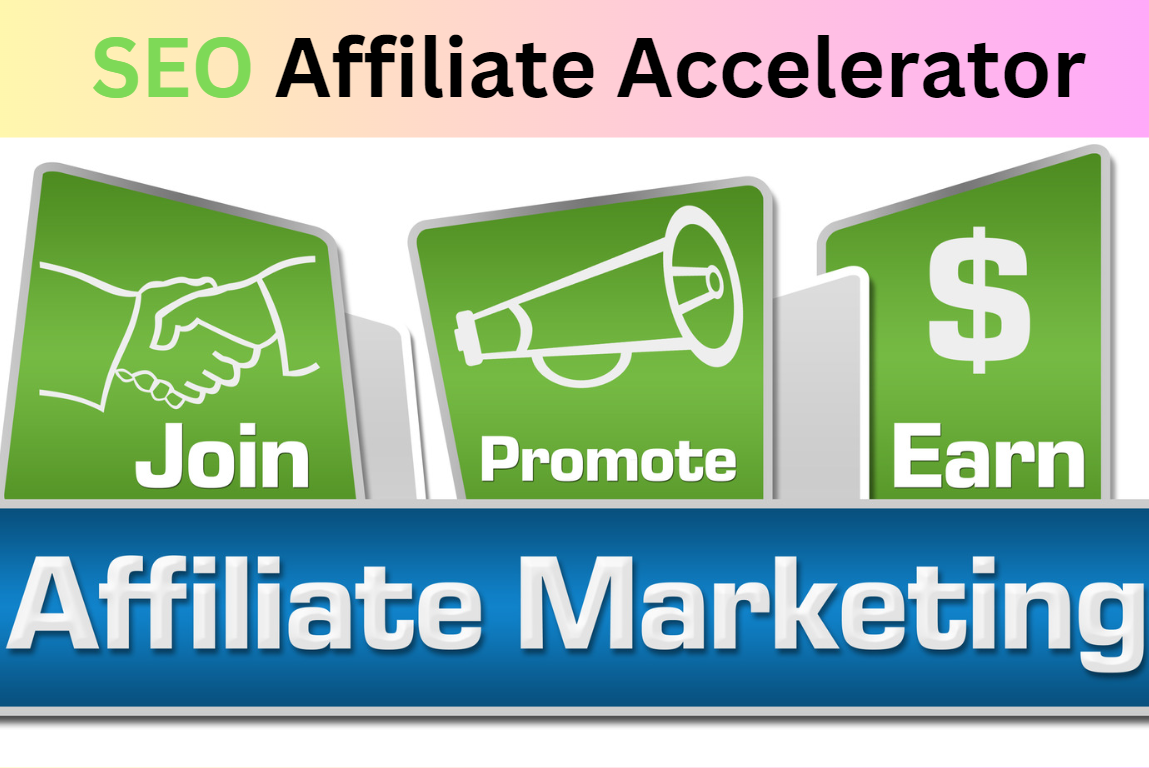 SEO Affiliate Accelerator
Join
Promote
$
Earn
Affiliate Marketing